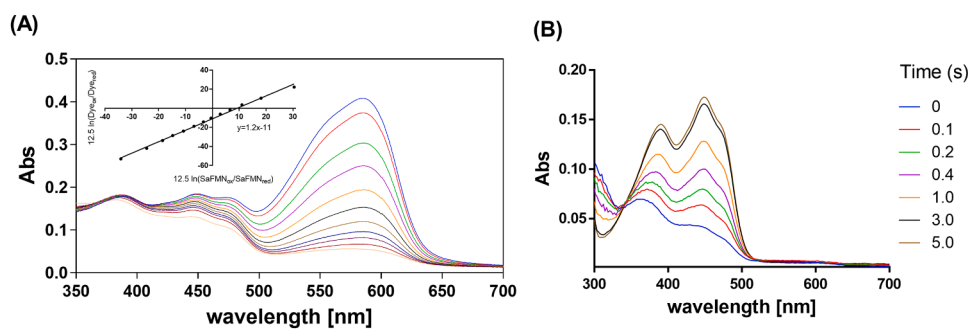 (A)
0.5
0.4
0.3
0.2
0.1
0.0
Abs
350 400 450 500 550 600 650 700
wavelength [nm]
12.5 ln(Dyeox/Dyered)
40
20
-40 -30 -20 -10 0 10 20 30
-20
-40
-60
y=1.2x-11
12.5 ln(SaFMNox/SaFMNred)
(B)
0.20
0.15
0.10
0.05
Abs
300 400 500 600 700
wavelength [nm]
Time (s)
0
0.1
0.2
0.4
1.0
3.0
5.0